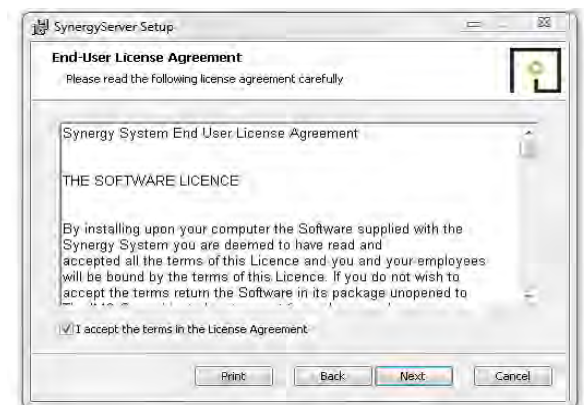 SynergyServer Setup
End-User License Agreement
Please read the following license agreement carefully
Synergy System End User License Agreement
THE SOFTWARE LICENCE
By installing upon your computer the Software supplied with the
Synergy System you are deemed to have read and
accepted all the terms of this Licence and you and your employees
will be bound by the terms of this Licence. If you do not wish to
accept the terms return the Software in its package unopened to
I accept the terms in the License Agreement
Print Back Next Cancel